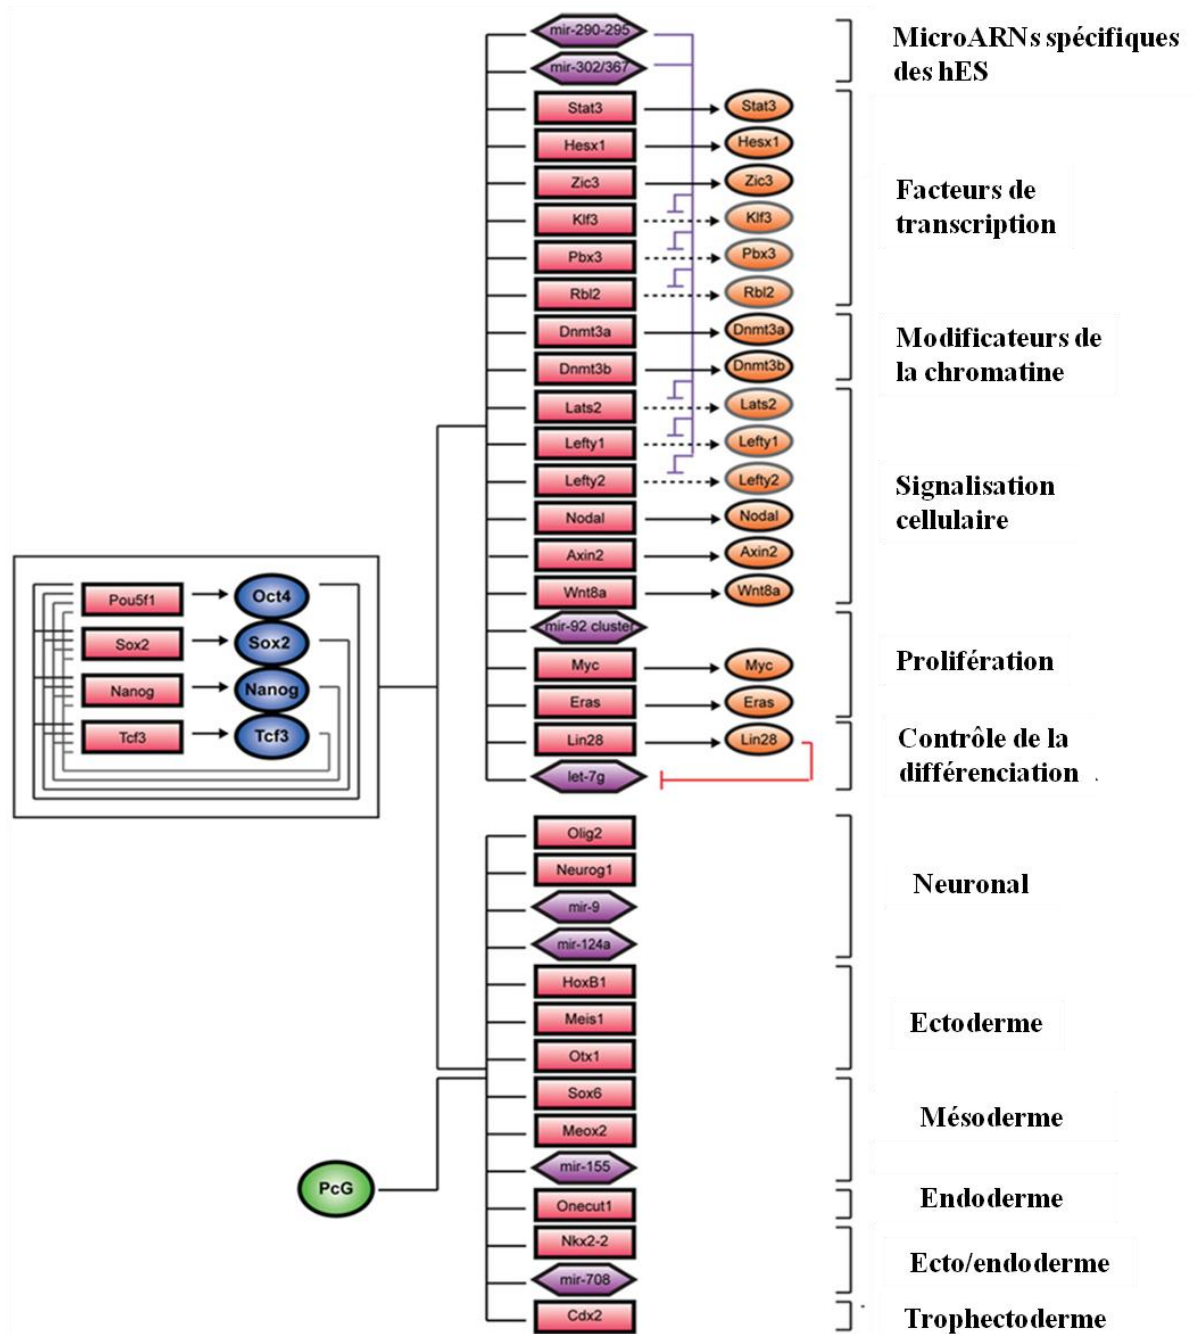 mir-290-295
mir-302/367
MicroARNs spécifiques
des hES
Stat3 Stat3
Hesx1 Hesx1
Zic3 Zic3
Klf3 Klf3
Pbx3 Pbx3
Rbl2 Rbl2
Facteurs de
transcription
Dnmt3a Dnmt3a
Dnmt3b Dnmt3b
Modificateurs de
la chromatine
Lats2 Lats2
Lefty1 Lefty1
Lefty2 Lefty2
Nodal Nodal
Axin2 Axin2
Wnt8a Wnt8a
Signalisation
cellulaire
mir-92 cluster
Myc Myc
Eras Eras
Prolifération
Lin28 Lin28
let-7g
Contrôle de la
différenciation
Pou5f1 Oct4
Sox2 Sox2
Nanog Nanog
Tcf3 Tcf3
Olig2
Neurog1
mir-9
mir-124a
Neuronal
HoxB1
Meis1
Otx1
Ectoderme
Sox6
Meox2
mir-155
Mésoderme
PcG
Onecut1
Endoderme
Nkx2-2
mir-708
Ecto/endoderme
Cdx2
Trophectoderme